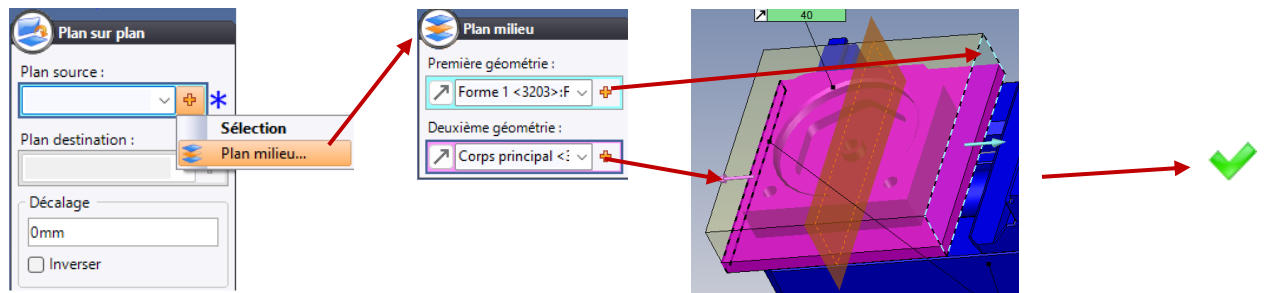 Plan sur plan
Plan source :
Sélection
Plan milieu...
Plan destination :
Décalage
0mm
Inverser
Plan milieu
Première géométrie :
Forme 1 <3203>:F
Deuxième géométrie :
Corps principal <3
40